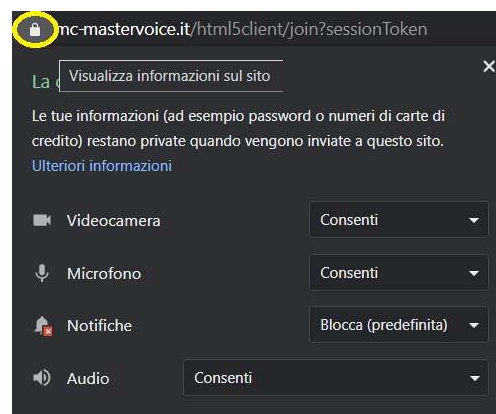 mc-mastervoice.it/html5client/join?sessionToken
Visualizza informazioni sul sito
La
Le tue informazioni (ad esempio password o numeri di carte di
credito) restano private quando vengono inviate a questo sito.
Ulteriori informazioni
Videocamera Consenti
Microfono Consenti
Notifiche Blocca (predefinita)
Audio Consenti